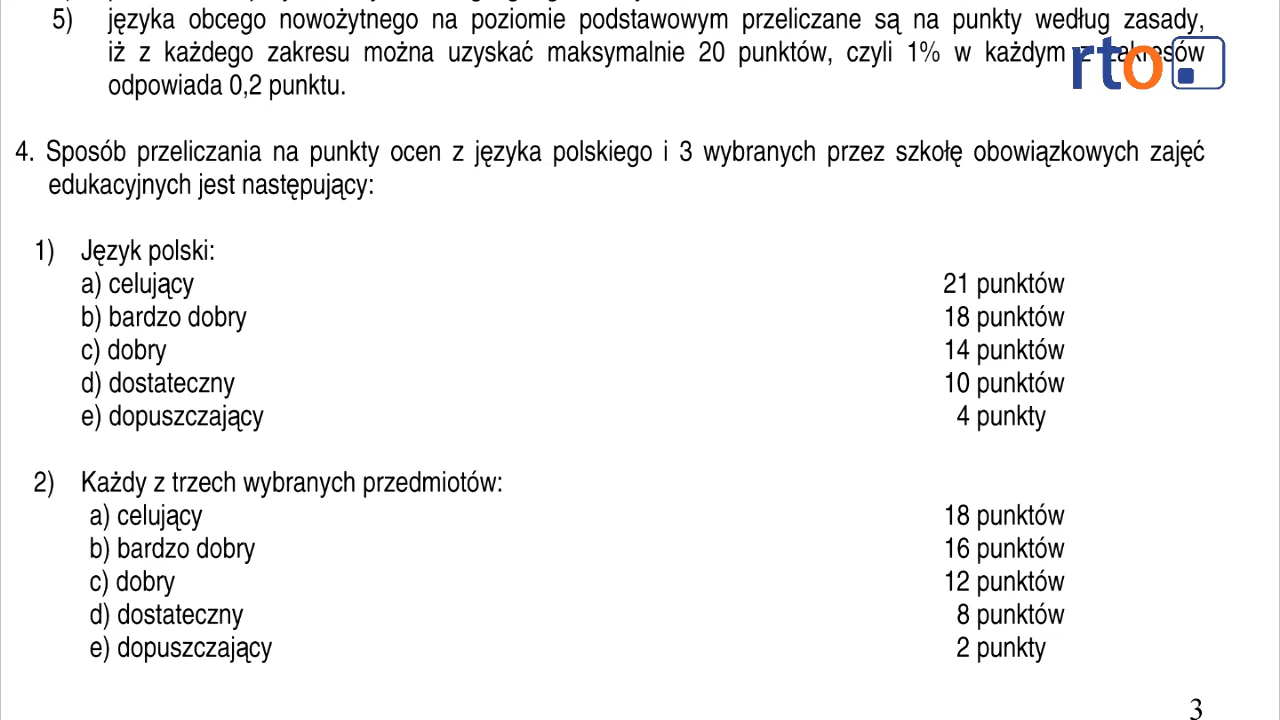 5) języka obcego nowożytnego na poziomie podstawowym przeliczane są na punkty według zasady,
iż z każdego zakresu można uzyskać maksymalnie 20 punktów, czyli 1% w każdym z zakresów
odpowiada 0,2 punktu.
rto
4. Sposób przeliczania na punkty ocen z języka polskiego i 3 wybranych przez szkołę obowiązkowych zajęć
edukacyjnych jest następujący:
1) Język polski:
a) celujący 21 punktów
b) bardzo dobry 18 punktów
c) dobry 14 punktów
d) dostateczny 10 punktów
e) dopuszczający 4 punkty
2) Każdy z trzech wybranych przedmiotów:
a) celujący 18 punktów
b) bardzo dobry 16 punktów
c) dobry 12 punktów
d) dostateczny 8 punktów
e) dopuszczający 2 punkty
3